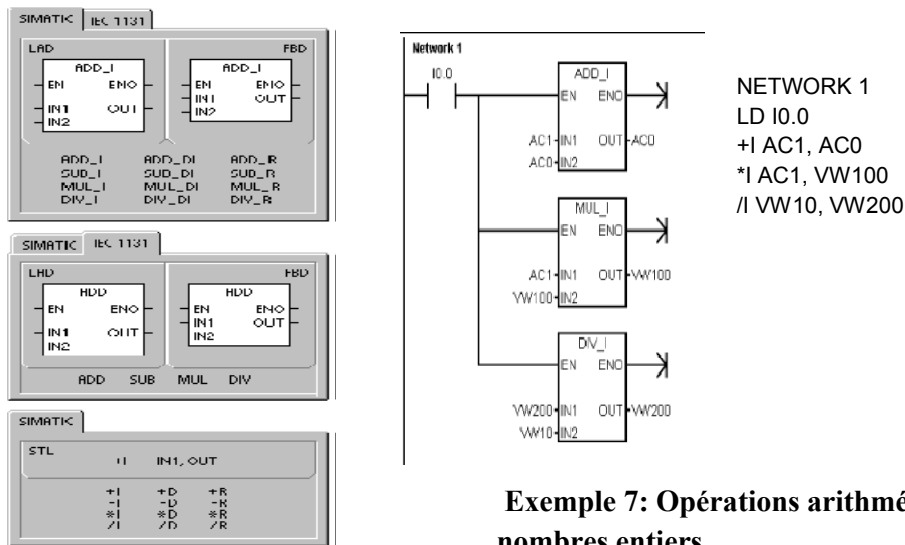 SIMATIC IEC 1131
LAD FBD
ADD_I ADD_I
EN ENO EN ENO
IN1 OUT IN1 OUT
IN2 IN2
ADD_I ADD_DI ADD_R
SUB_I SUB_DI SUB_R
MUL_I MUL_DI MUL_R
DIV_I DIV_DI DIV_R
SIMATIC IEC 1131
LAD FBD
ADD ADD
EN ENO EN ENO
IN1 OUT IN1 OUT
IN2 IN2
ADD SUB MUL DIV
SIMATIC
STL
+I IN1, OUT
+I +D +R
-I -D -R
*I *D *R
/I /D /R
Network 1
I0.0
ADD_I
EN ENO
AC1 IN1 OUT AC0
AC0 IN2
MUL_I
EN ENO
AC1 IN1 OUT VW100
VW100 IN2
DIV_I
EN ENO
VW200 IN1 OUT VW200
VW10 IN2
NETWORK 1
LD I0.0
+I AC1, AC0
*I AC1, VW100
/I VW10, VW200
Exemple 7: Opérations arithmé
nombres entiers